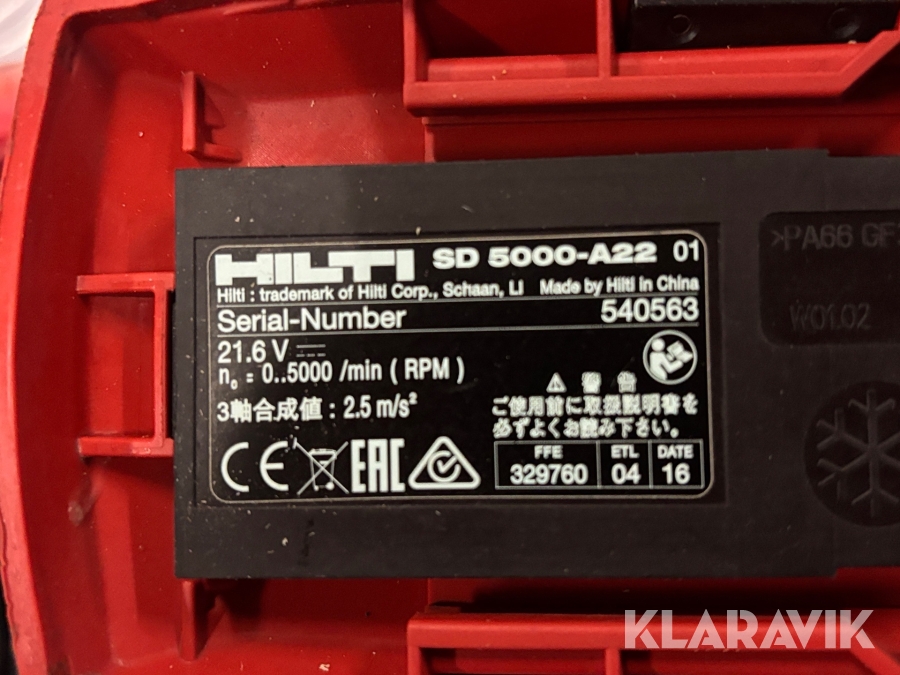 HILTI SD 5000-A22 01
Hilti : trademark of Hilti Corp., Schaan, LI Made by Hilti in China
Serial-Number 540563
21.6 V
n₀ = 0..5000 /min ( RPM )
3軸合成値 : 2.5 m/s²
⚠ 警告
ご使用前に取扱説明書を
必ずよくお読み下さい。
CE EAC
FFE ETL DATE
329760 04 16
>PA66 GF
W01.02
KLARAVIK